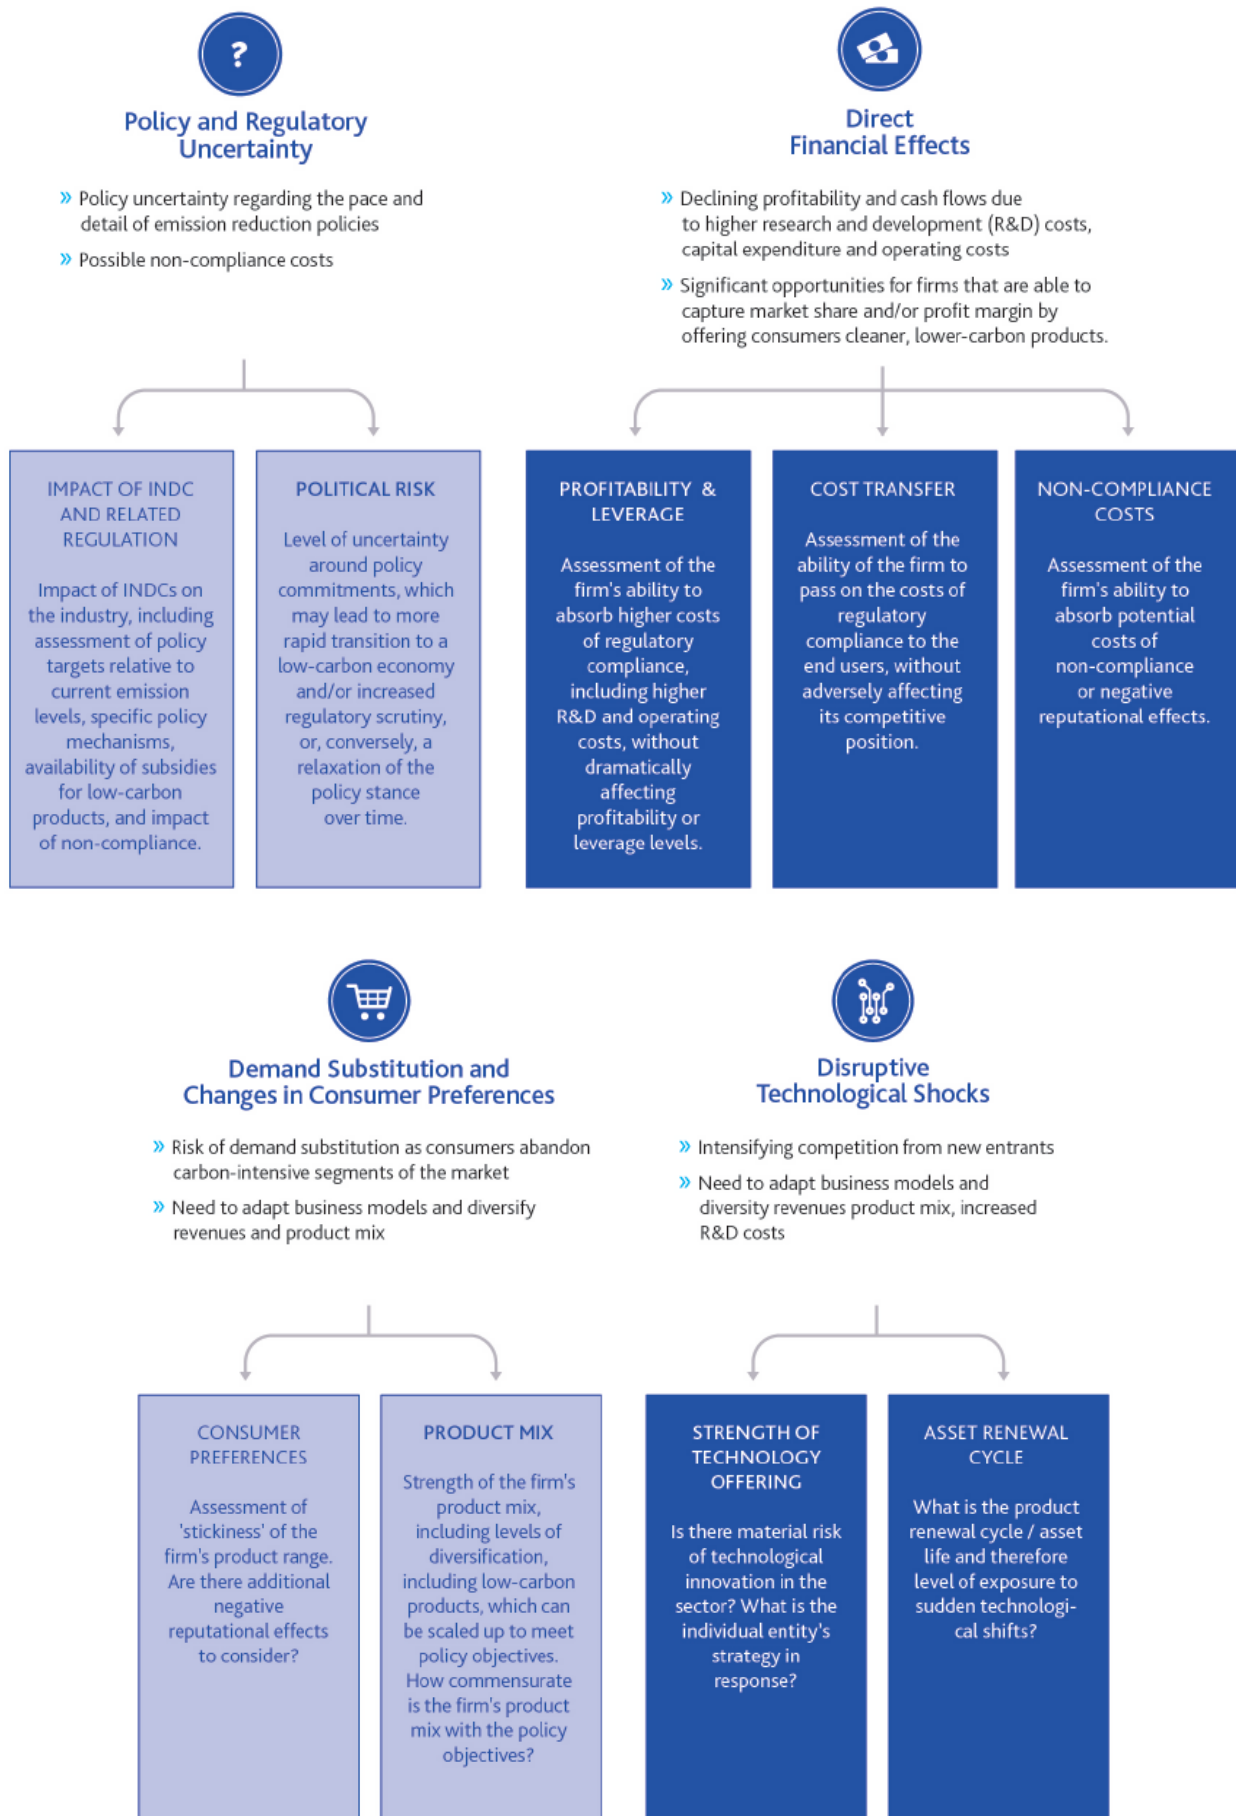 ?
Policy and Regulatory
Uncertainty
» Policy uncertainty regarding the pace and
detail of emission reduction policies
» Possible non-compliance costs
IMPACT OF INDC
AND RELATED
REGULATION
Impact of INDCs on
the industry, including
assessment of policy
targets relative to
current emission
levels, specific policy
mechanisms,
availability of subsidies
for low-carbon
products, and impact
of non-compliance.
POLITICAL RISK
Level of uncertainty
around policy
commitments, which
may lead to more
rapid transition to a
low-carbon economy
and/or increased
regulatory scrutiny,
or, conversely, a
relaxation of the
policy stance
over time.
Direct
Financial Effects
» Declining profitability and cash flows due
to higher research and development (R&D) costs,
capital expenditure and operating costs
» Significant opportunities for firms that are able to
capture market share and/or profit margin by
offering consumers cleaner, lower-carbon products.
PROFITABILITY &
LEVERAGE
Assessment of the
firm's ability to
absorb higher costs
of regulatory
compliance,
including higher
R&D and operating
costs, without
dramatically
affecting
profitability or
leverage levels.
COST TRANSFER
Assessment of the
ability of the firm to
pass on the costs of
regulatory
compliance to the
end users, without
adversely affecting
its competitive
position.
NON-COMPLIANCE
COSTS
Assessment of the
firm's ability to
absorb potential
costs of
non-compliance
or negative
reputational effects.
Demand Substitution and
Changes in Consumer Preferences
» Risk of demand substitution as consumers abandon
carbon-intensive segments of the market
» Need to adapt business models and diversify
revenues and product mix
CONSUMER
PREFERENCES
Assessment of
'stickiness' of the
firm's product range.
Are there additional
negative
reputational effects
to consider?
PRODUCT MIX
Strength of the firm's
product mix,
including levels of
diversification,
including low-carbon
products, which can
be scaled up to meet
policy objectives.
How commensurate
is the firm's product
mix with the policy
objectives?
Disruptive
Technological Shocks
» Intensifying competition from new entrants
» Need to adapt business models and
diversity revenues product mix, increased
R&D costs
STRENGTH OF
TECHNOLOGY
OFFERING
Is there material risk
of technological
innovation in the
sector? What is the
individual entity's
strategy in
response?
ASSET RENEWAL
CYCLE
What is the product
renewal cycle / asset
life and therefore
level of exposure to
sudden technologi-
cal shifts?